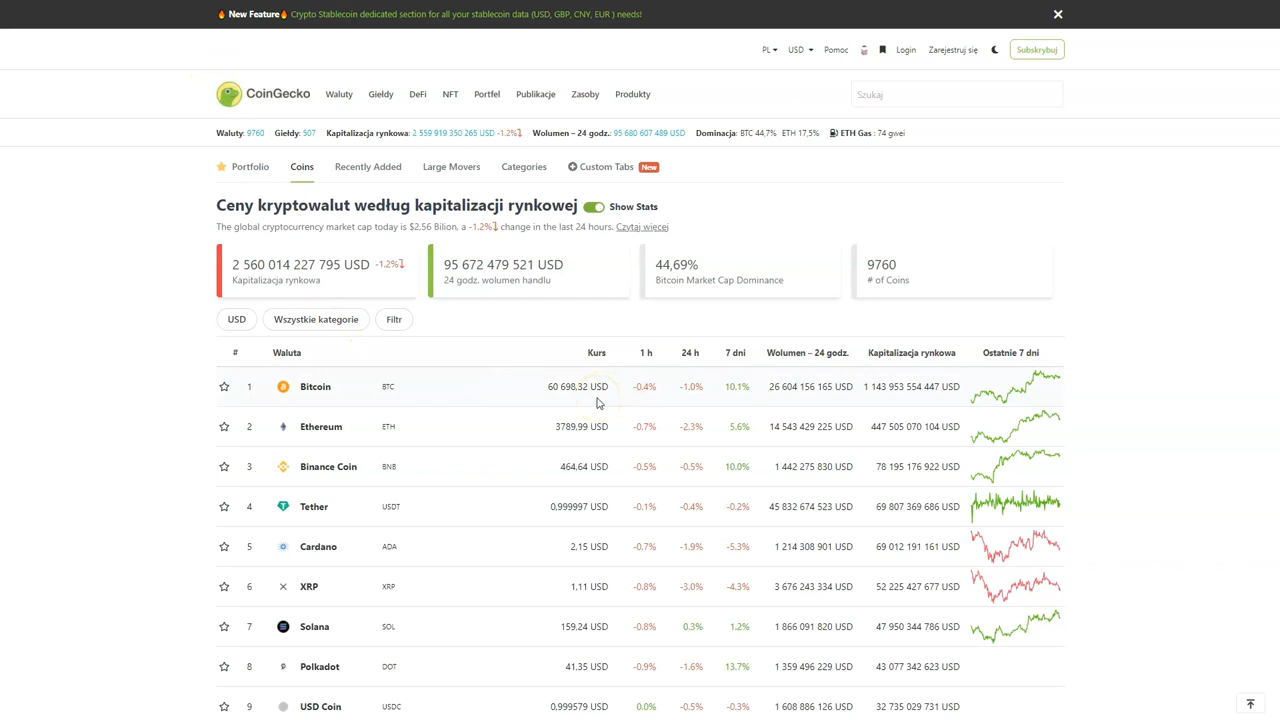 🔥 New Feature🔥 Crypto Stablecoin dedicated section for all your stablecoin data (USD, GBP, CNY, EUR ) needs!
PL USD Pomoc Login Zarejestruj się Subskrybuj
CoinGecko Waluty Giełdy DeFi NFT Portfel Publikacje Zasoby Produkty Szukaj
Waluty: 9760 Giełdy: 507 Kapitalizacja rynkowa: 2 559 919 350 265 USD -1.2% Wolumen – 24 godz.: 95 680 607 489 USD Dominacja: BTC 44,7% ETH 17,5% ETH Gas : 74 gwei
Portfolio Coins Recently Added Large Movers Categories Custom Tabs New
Ceny kryptowalut według kapitalizacji rynkowej Show Stats
The global cryptocurrency market cap today is $2,56 Bilion, a -1.2% change in the last 24 hours. Czytaj więcej
2 560 014 227 795 USD -1.2% 95 672 479 521 USD 44,69% 9760
Kapitalizacja rynkowa 24 godz. wolumen handlu Bitcoin Market Cap Dominance # of Coins
USD Wszystkie kategorie Filtr
# Waluta Kurs 1 h 24 h 7 dni Wolumen – 24 godz. Kapitalizacja rynkowa Ostatnie 7 dni
1 Bitcoin BTC 60 698,32 USD -0.4% -1.0% 10.1% 26 604 156 165 USD 1 143 953 554 447 USD
2 Ethereum ETH 3789,99 USD -0.7% -2.3% 5.6% 14 543 429 225 USD 447 505 070 104 USD
3 Binance Coin BNB 464,64 USD -0.5% -0.5% 10.0% 1 442 275 830 USD 78 195 176 922 USD
4 Tether USDT 0,999997 USD -0.1% -0.4% -0.2% 45 832 674 523 USD 69 807 369 686 USD
5 Cardano ADA 2,15 USD -0.7% -1.9% -5.3% 1 214 308 901 USD 69 012 191 161 USD
6 XRP XRP 1,11 USD -0.8% -3.0% -4.3% 3 676 243 334 USD 52 225 427 677 USD
7 Solana SOL 159,24 USD -0.8% 0.3% 1.2% 1 866 091 820 USD 47 950 344 786 USD
8 Polkadot DOT 41,35 USD -0.9% -1.6% 13.7% 1 359 496 229 USD 43 077 342 623 USD
9 USD Coin USDC 0,999579 USD 0.0% -0.5% -0.3% 1 608 886 126 USD 32 735 029 731 USD